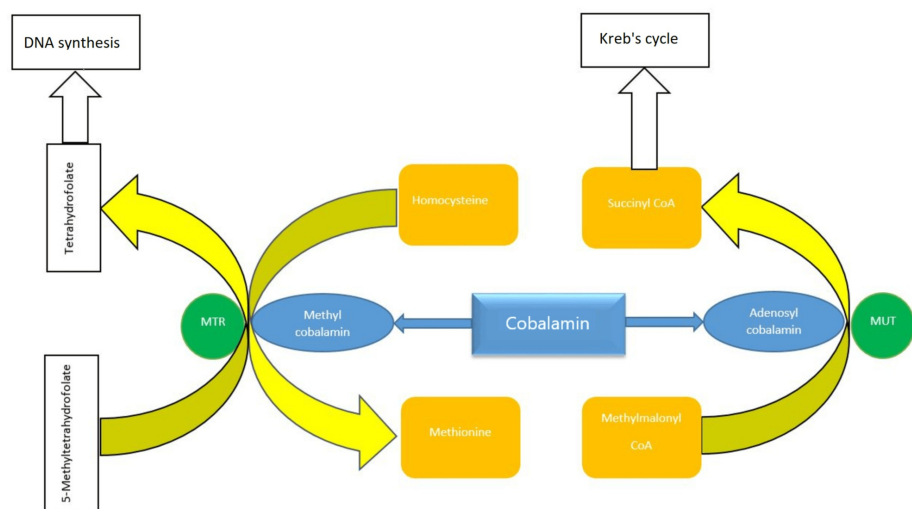 DNA synthesis
Kreb's cycle
Tetrahydrofolate
Homocysteine
Succinyl CoA
MTR
Methyl
cobalamin
Cobalamin
Adenosyl
cobalamin
MUT
5-Methyltetrahydrofolate
Methionine
Methylmalonyl
CoA